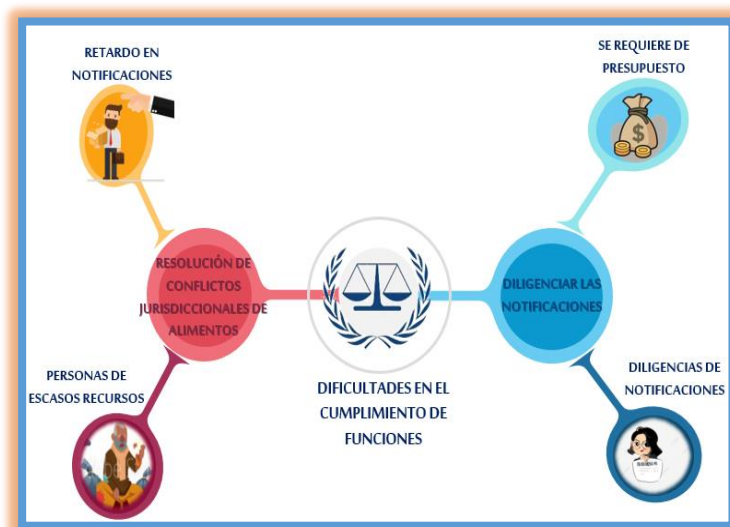 RETARDO EN
NOTIFICACIONES
SE REQUIERE DE
PRESUPUESTO
$
RESOLUCIÓN DE
CONFLICTOS
JURISDICCIONALES DE
ALIMENTOS
DILIGENCIAR LAS
NOTIFICACIONES
PERSONAS DE
ESCASOS RECURSOS
DIFICULTADES EN EL
CUMPLIMIENTO DE
FUNCIONES
DILIGENCIAS DE
NOTIFICACIONES